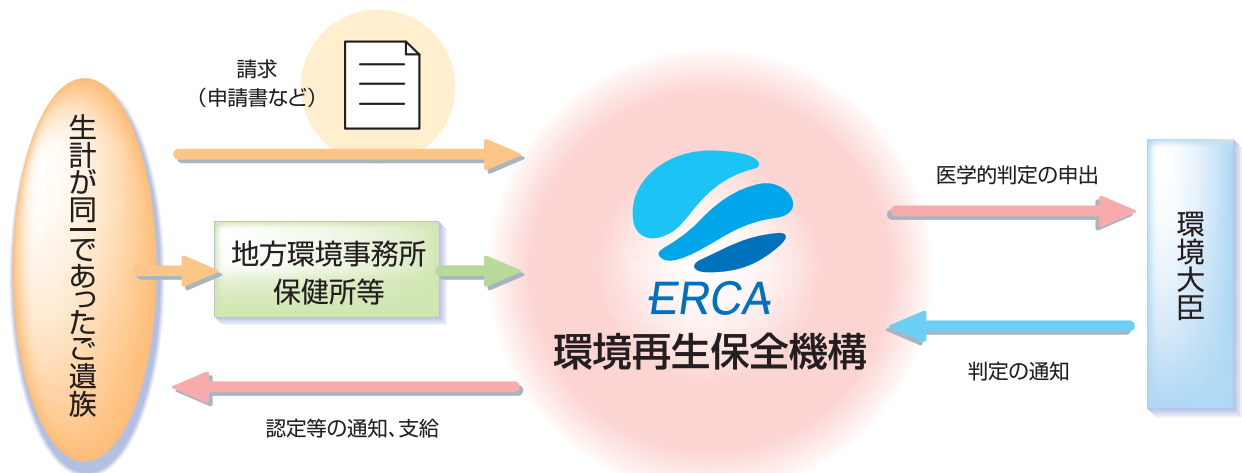 請求
（申請書など）
生計が同一であったご遺族
地方環境事務所
保健所等
ERCA
環境再生保全機構
医学的判定の申出
環境大臣
判定の通知
認定等の通知、支給